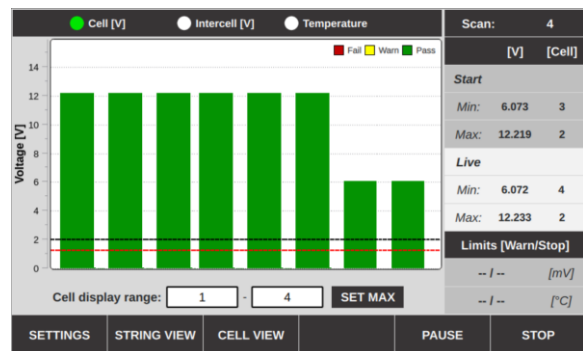 Cell [V] Intercell [V] Temperature
Scan: 4
[V] [Cell]
Start
Min: 6.073 3
Max: 12.219 2
Live
Min: 6.072 4
Max: 12.233 2
Limits [Warn/Stop]
-- / -- [mV]
-- / -- [°C]
Fail Warn Pass
Voltage [V]
14
12
10
8
6
4
2
0
Cell display range: 1 - 4 SET MAX
SETTINGS STRING VIEW CELL VIEW PAUSE STOP